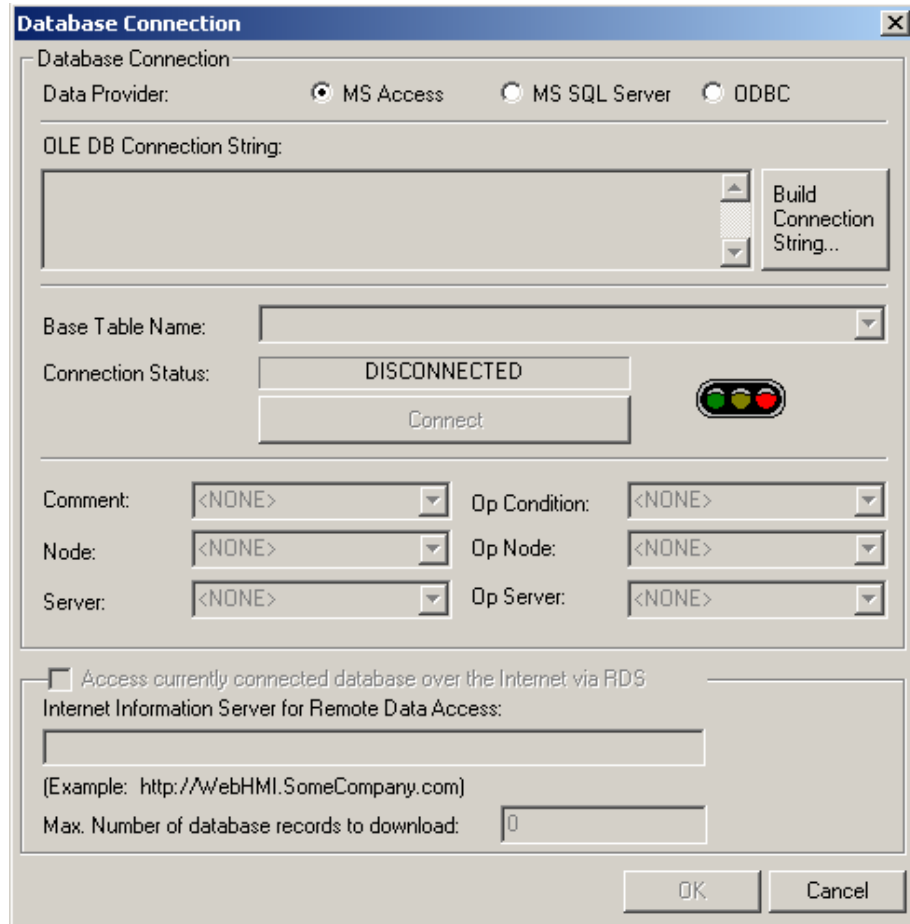 Database Connection
Database Connection
Data Provider: MS Access MS SQL Server ODBC
OLE DB Connection String:
Build
Connection
String...
Base Table Name:
Connection Status: DISCONNECTED
Connect
Comment: <NONE> Op Condition: <NONE>
Node: <NONE> Op Node: <NONE>
Server: <NONE> Op Server: <NONE>
Access currently connected database over the Internet via RDS
Internet Information Server for Remote Data Access:
(Example: http://WebHMI.SomeCompany.com)
Max. Number of database records to download: 0
OK Cancel